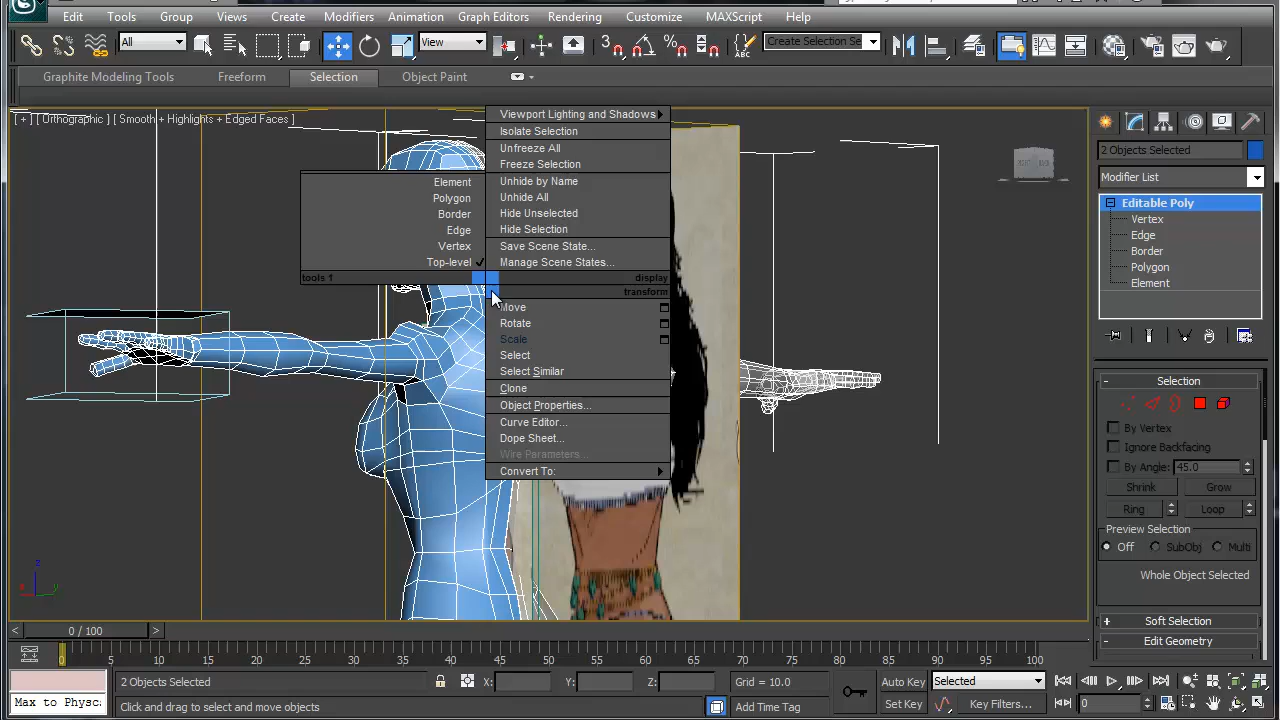 Edit Tools Group Views Create Modifiers Animation Graph Editors Rendering Customize MAXScript Help
All View 3 % ABC Create Selection Se
Graphite Modeling Tools Freeform Selection Object Paint
[ + ] [ Orthographic ] [ Smooth + Highlights + Edged Faces ]
Viewport Lighting and Shadows
Isolate Selection
Unfreeze All
Freeze Selection
Unhide by Name
Unhide All
Hide Unselected
Hide Selection
Save Scene State...
Manage Scene States...
display
Element
Polygon
Border
Edge
Vertex
Top-level
tools 1
transform
Move
Rotate
Scale
Select
Select Similar
Clone
Object Properties...
Curve Editor...
Dope Sheet...
Wire Parameters...
Convert To:
z
x y
2 Objects Selected
Modifier List
Editable Poly
Vertex
Edge
Border
Polygon
Element
- Selection
By Vertex
Ignore Backfacing
By Angle: 45.0
Shrink Grow
Ring Loop
Preview Selection
Off SubObj Multi
Whole Object Selected
+ Soft Selection
- Edit Geometry
< 0 / 100 >
0 5 10 15 20 25 30 35 40 45 50 55 60 65 70 75 80 85 90 95 100
2 Objects Selected X: Y: Z: Grid = 10.0 Auto Key Selected
Max to Physc Click and drag to select and move objects Add Time Tag Set Key Key Filters... 0